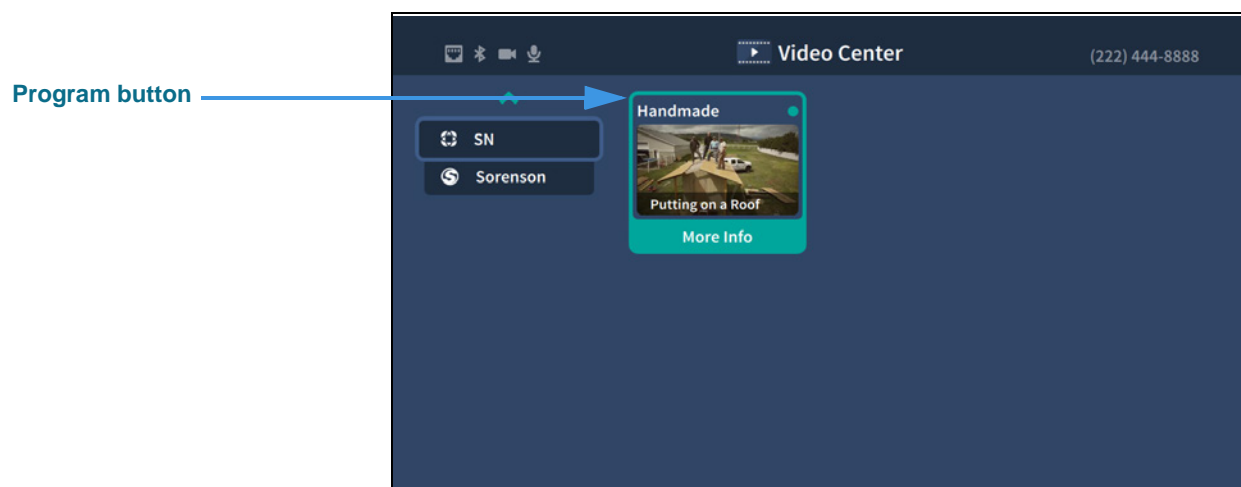 Video Center
(222) 444-8888
Program button
Handmade
SN
Sorenson
Putting on a Roof
More Info